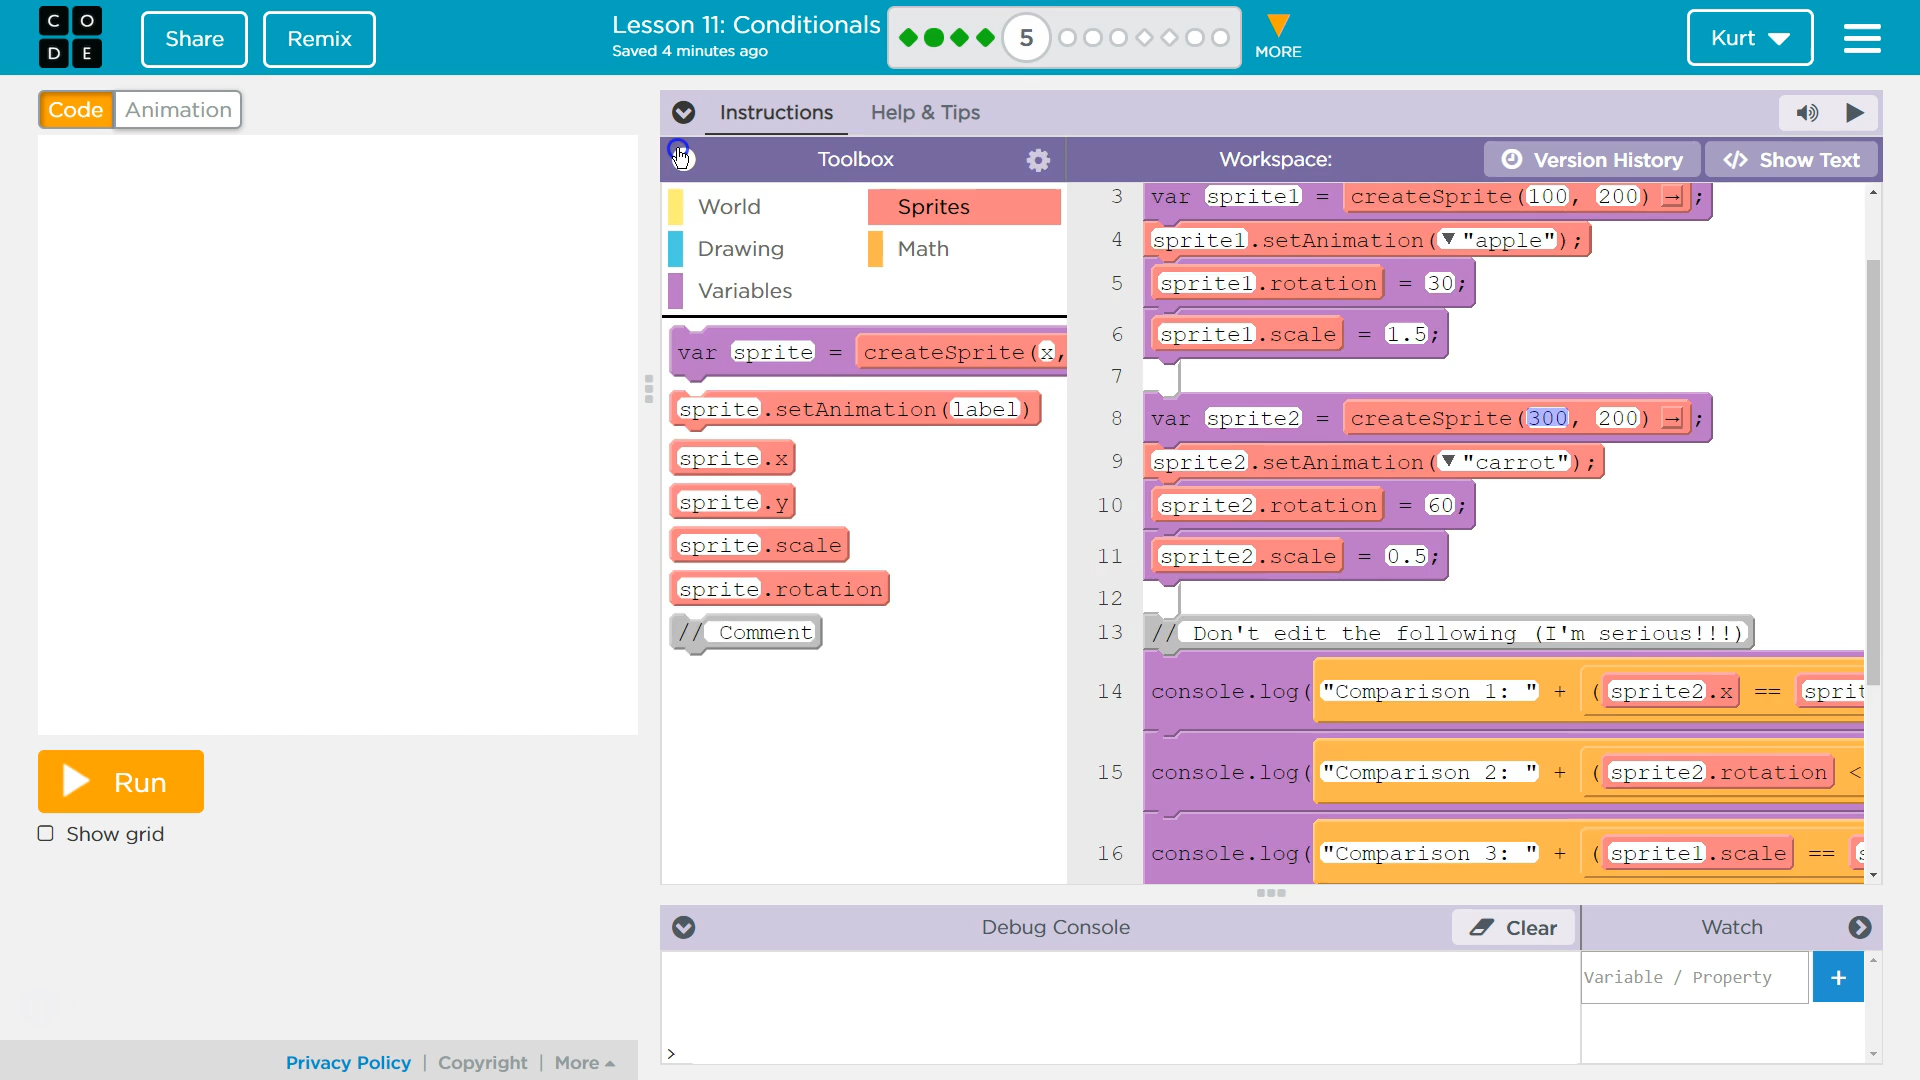 C O
D E
Share
Remix
Lesson 11: Conditionals
Saved 4 minutes ago
5
MORE
Kurt
Code
Animation
Instructions
Help & Tips
Toolbox
Workspace:
Version History
</> Show Text
World
Sprites
Drawing
Math
Variables
var sprite = createSprite(x,
sprite.setAnimation(label)
sprite.x
sprite.y
sprite.scale
sprite.rotation
// Comment
3 var sprite1 = createSprite(100, 200) → ;
4 sprite1.setAnimation(▼ "apple");
5 sprite1.rotation = 30;
6 sprite1.scale = 1.5;
7
8 var sprite2 = createSprite(300, 200) → ;
9 sprite2.setAnimation(▼ "carrot");
10 sprite2.rotation = 60;
11 sprite2.scale = 0.5;
12
13 // Don't edit the following (I'm serious!!!)
14 console.log("Comparison 1: " + (sprite2.x == sprit
15 console.log("Comparison 2: " + (sprite2.rotation <
16 console.log("Comparison 3: " + (sprite1.scale ==
Run
Show grid
Debug Console
Clear
Watch
Variable / Property
+
>
Privacy Policy | Copyright | More